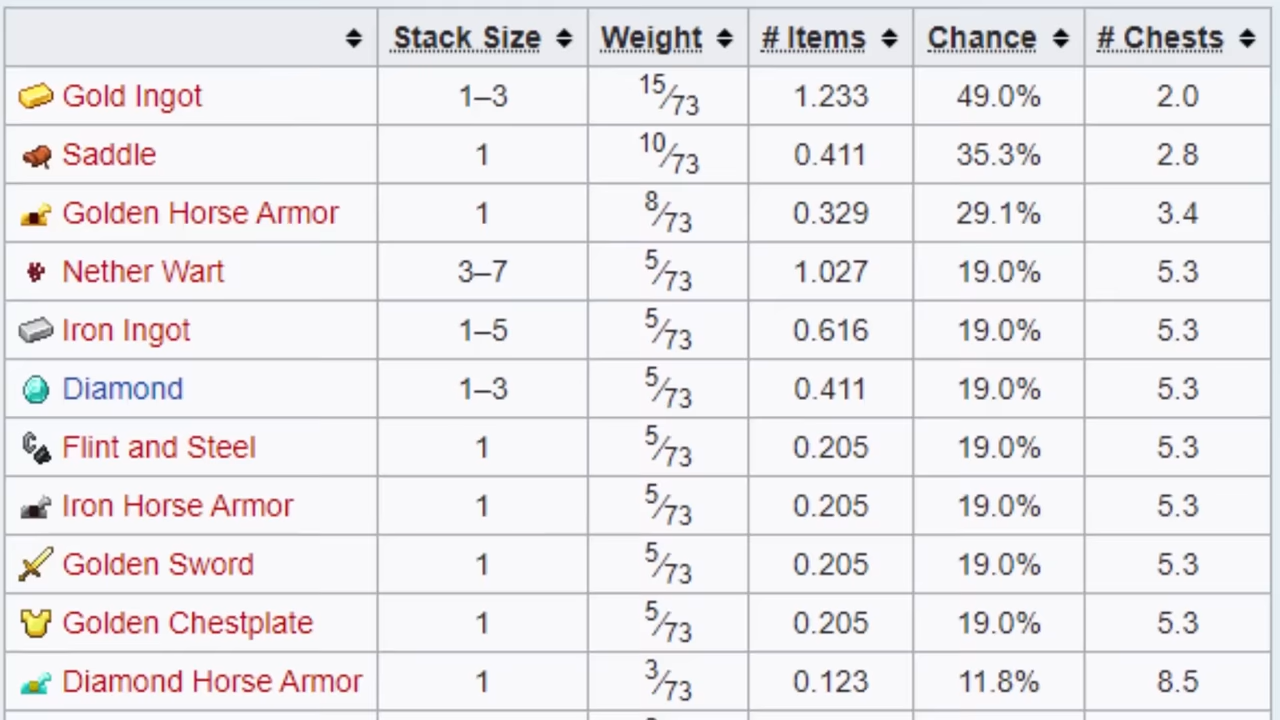 Stack Size Weight # Items Chance # Chests
Gold Ingot 1–3 15⁄73 1.233 49.0% 2.0
Saddle 1 10⁄73 0.411 35.3% 2.8
Golden Horse Armor 1 8⁄73 0.329 29.1% 3.4
Nether Wart 3–7 5⁄73 1.027 19.0% 5.3
Iron Ingot 1–5 5⁄73 0.616 19.0% 5.3
Diamond 1–3 5⁄73 0.411 19.0% 5.3
Flint and Steel 1 5⁄73 0.205 19.0% 5.3
Iron Horse Armor 1 5⁄73 0.205 19.0% 5.3
Golden Sword 1 5⁄73 0.205 19.0% 5.3
Golden Chestplate 1 5⁄73 0.205 19.0% 5.3
Diamond Horse Armor 1 3⁄73 0.123 11.8% 8.5